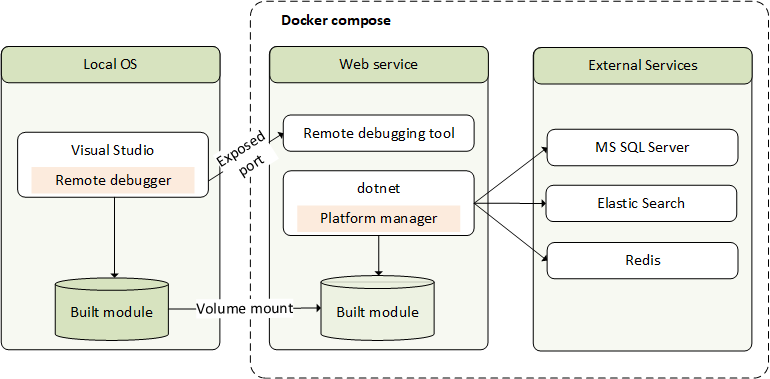 Docker compose
Local OS
Web service
External Services
Visual Studio
Remote debugger
Exposed
port
Remote debugging tool
dotnet
Platform manager
MS SQL Server
Elastic Search
Redis
Built module
Volume mount
Built module